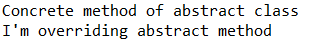 Concrete method of abstract class
I'm overriding abstract method